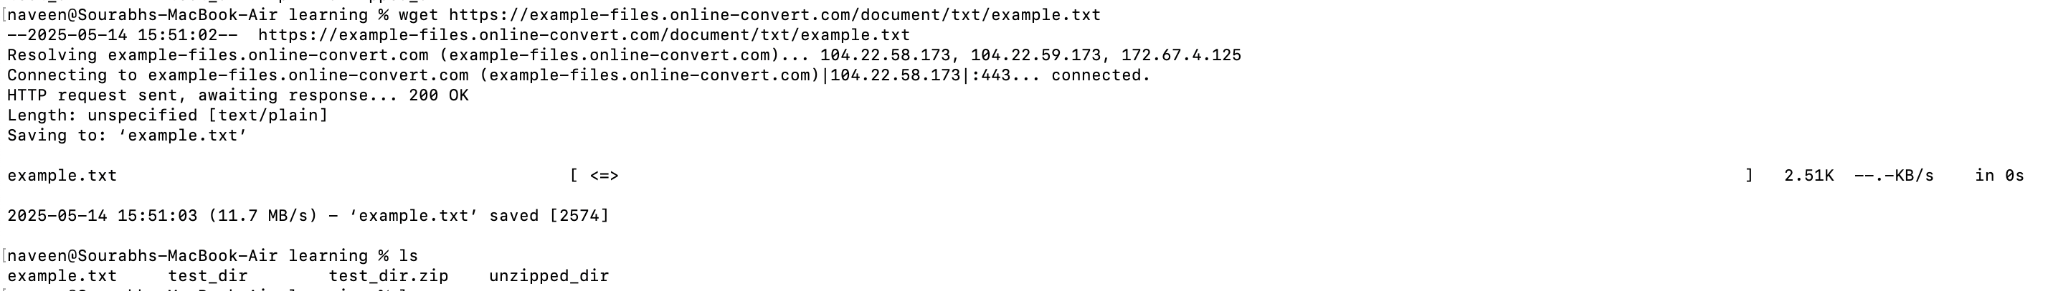 [naveen@Sourabhs-MacBook-Air learning % wget https://example-files.online-convert.com/document/txt/example.txt
--2025-05-14 15:51:02--  https://example-files.online-convert.com/document/txt/example.txt
Resolving example-files.online-convert.com (example-files.online-convert.com)... 104.22.58.173, 104.22.59.173, 172.67.4.125
Connecting to example-files.online-convert.com (example-files.online-convert.com)|104.22.58.173|:443... connected.
HTTP request sent, awaiting response... 200 OK
Length: unspecified [text/plain]
Saving to: ‘example.txt’
example.txt [ <=> ] 2.51K --.-KB/s in 0s
2025-05-14 15:51:03 (11.7 MB/s) - ‘example.txt’ saved [2574]
[naveen@Sourabhs-MacBook-Air learning % ls
example.txt test_dir test_dir.zip unzipped_dir